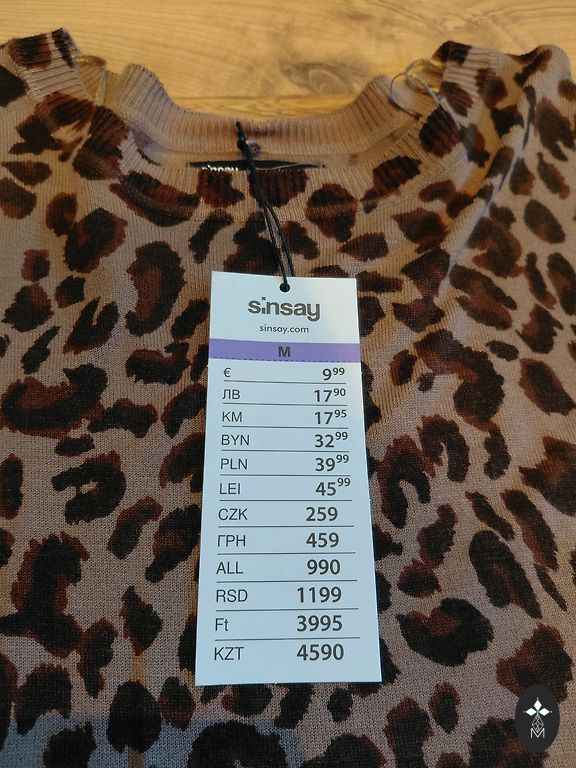 sinsay
sinsay.com
M
€ 9⁹⁹
ЛВ 17⁹⁰
KM 17⁹⁵
BYN 32⁹⁹
PLN 39⁹⁹
LEI 45⁹⁹
CZK 259
ГРН 459
ALL 990
RSD 1199
Ft 3995
KZT 4590
M